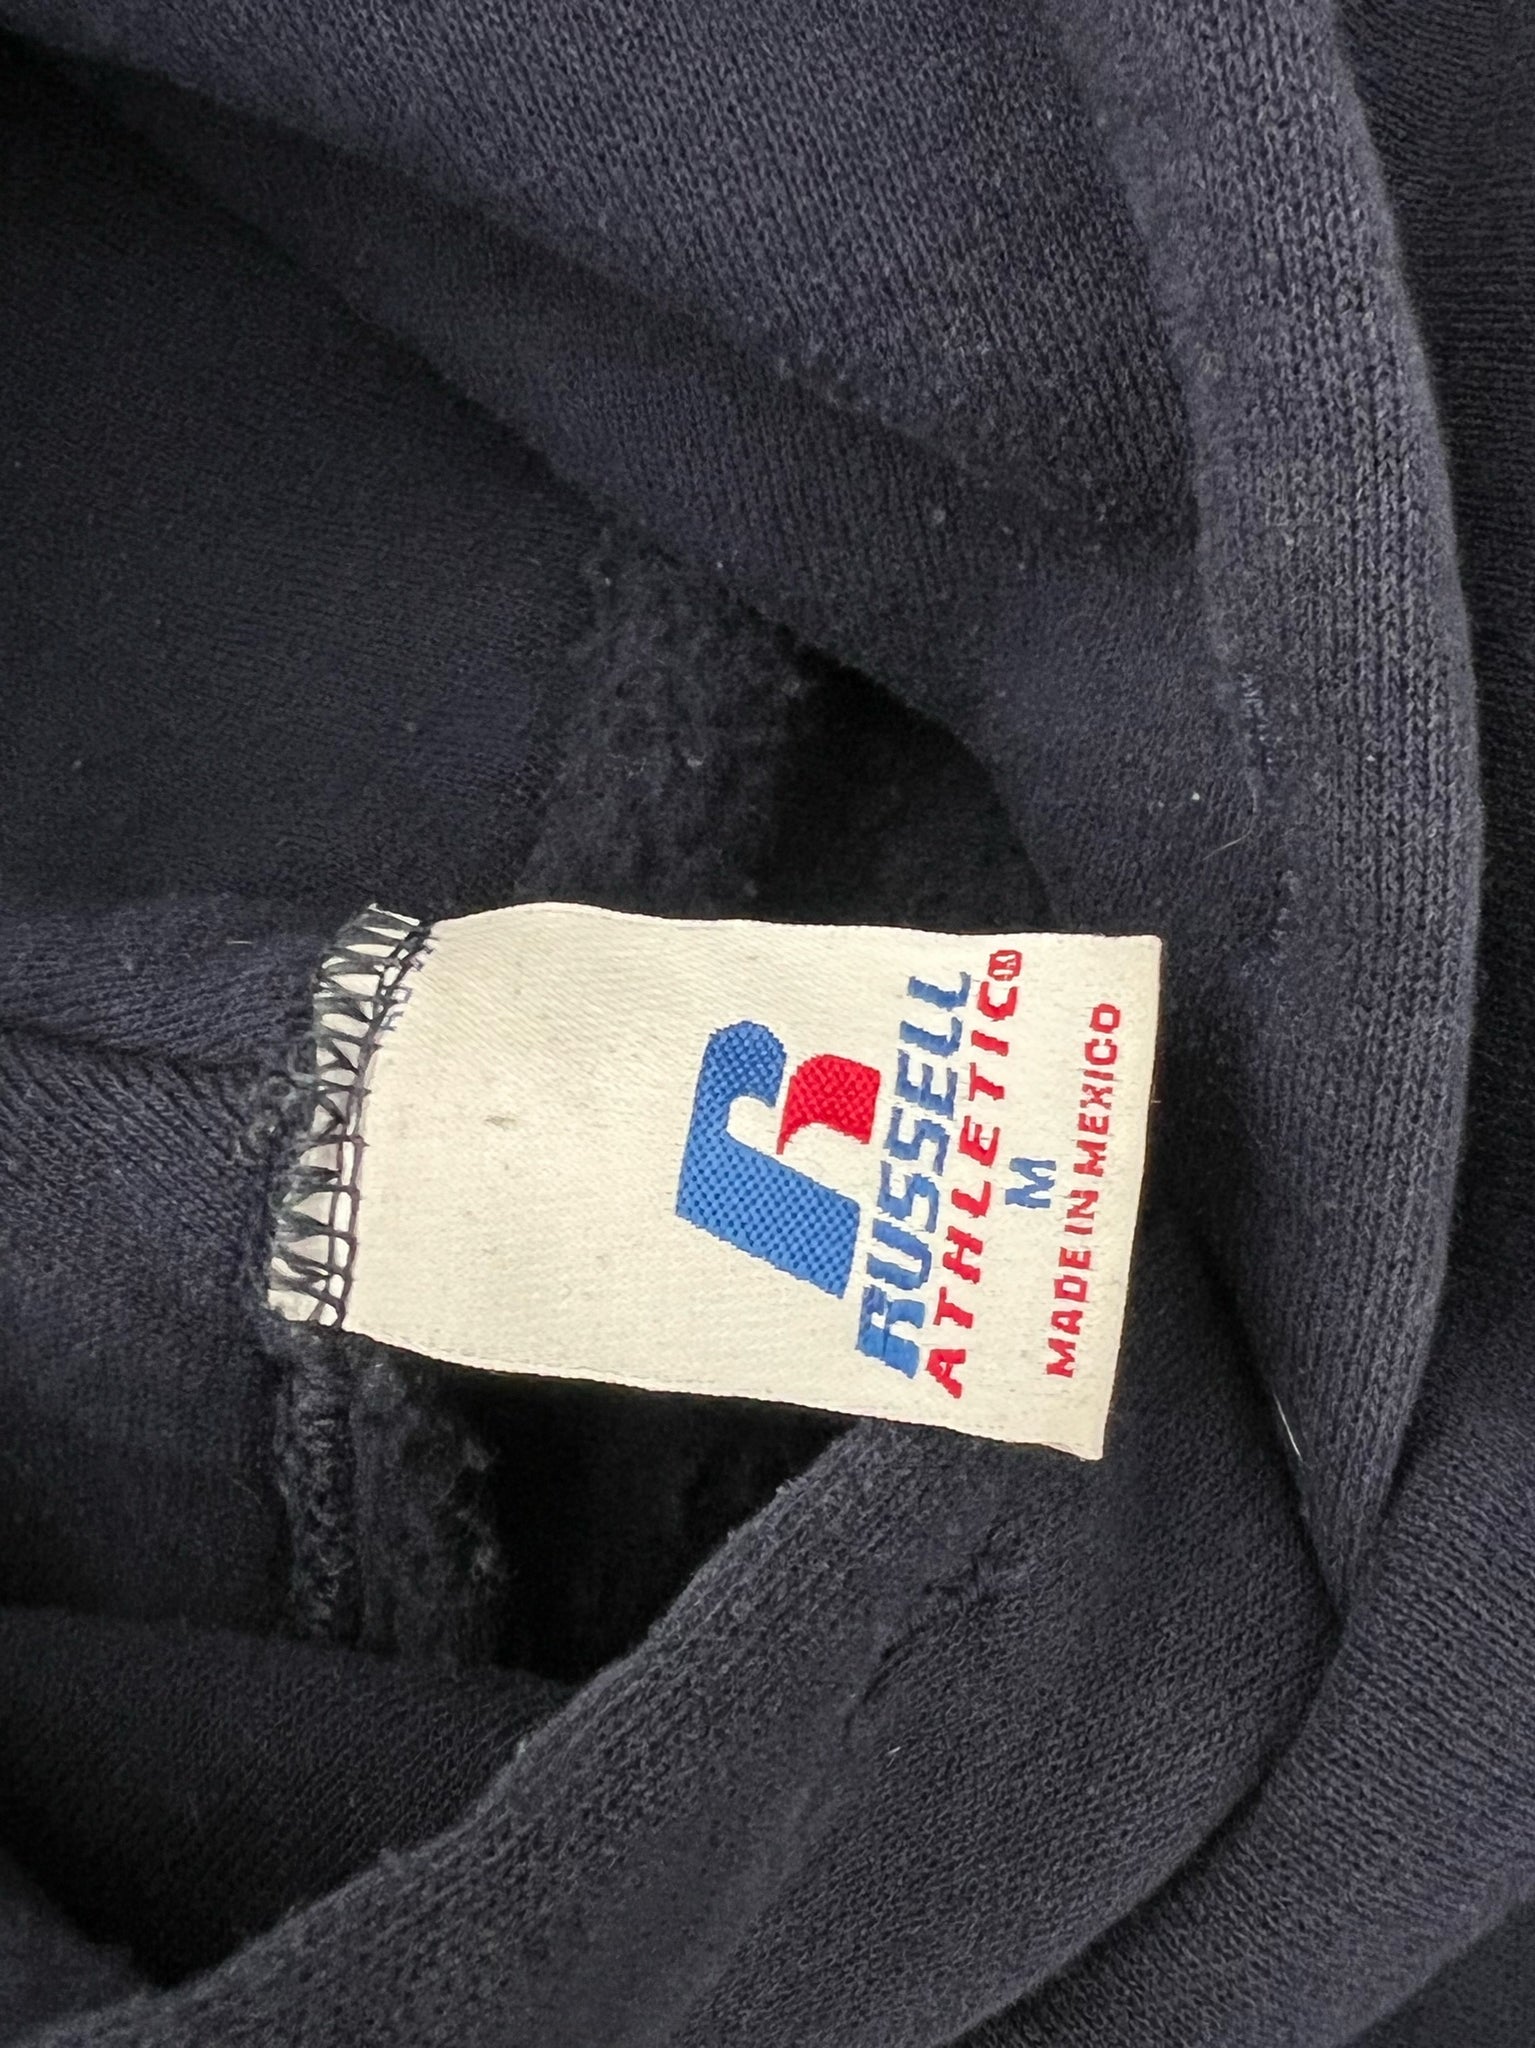 RUSSELL
ATHLETIC®
M
MADE IN MEXICO